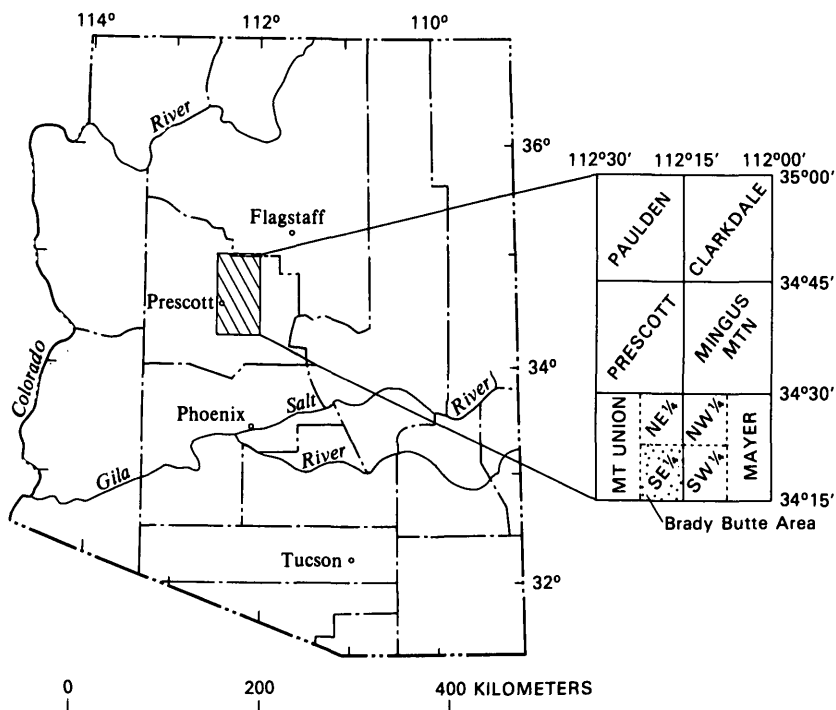 114°
112°
110°
River
36°
Flagstaff
Prescott
34°
Colorado
Phoenix
Salt
River
Gila
River
Tucson
32°
0
200
400 KILOMETERS
112°30'
112°15'
112°00'
35°00'
PAULDEN
CLARKDALE
34°45'
PRESCOTT
MINGUS
MTN
34°30'
MT UNION
NE¼
NW¼
MAYER
SE¼
SW¼
34°15'
Brady Butte Area